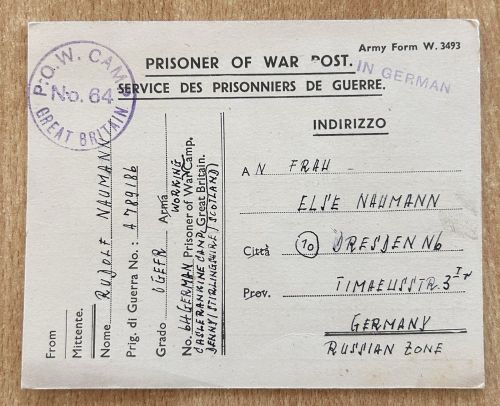 P.O.W. CAMP
No. 64
GREAT BRITAIN
Army Form W. 3493
PRISONER OF WAR POST.
IN GERMAN
SERVICE DES PRISONNIERS DE GUERRE.
INDIRIZZO
A N FRAU
ELSE NAUMANN
Città (10) DRESDEN N6
Prov. TIMAEUSSTR. 3 I r
GERMANY
RUSSIAN ZONE
From
Mittente.
Nome RUDOLF NAUMANN
Prig. di Guerra No.: A 789186
Grado OGEFR Arma
WORKING
No. 64 GERMAN Prisoner of War Camp.
CASLERANKINE CAMP, Great Britain.
DENNY (STIRLINGSHIRE/SCOTLAND)